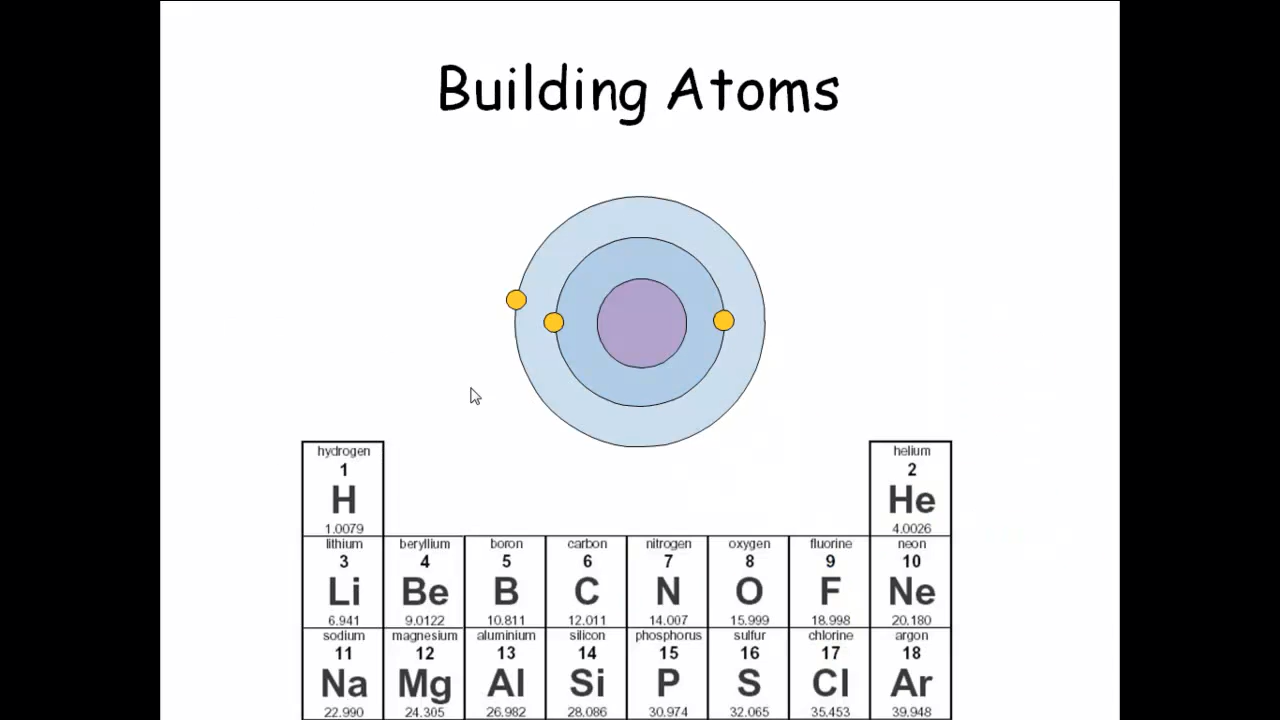 Building Atoms
hydrogen helium
1 2
H He
1.0079 4.0026
lithium beryllium boron carbon nitrogen oxygen fluorine neon
3 4 5 6 7 8 9 10
Li Be B C N O F Ne
6.941 9.0122 10.811 12.011 14.007 15.999 18.998 20.180
sodium magnesium aluminium silicon phosphorus sulfur chlorine argon
11 12 13 14 15 16 17 18
Na Mg Al Si P S Cl Ar
22.990 24.305 26.982 28.086 30.974 32.065 35.453 39.948